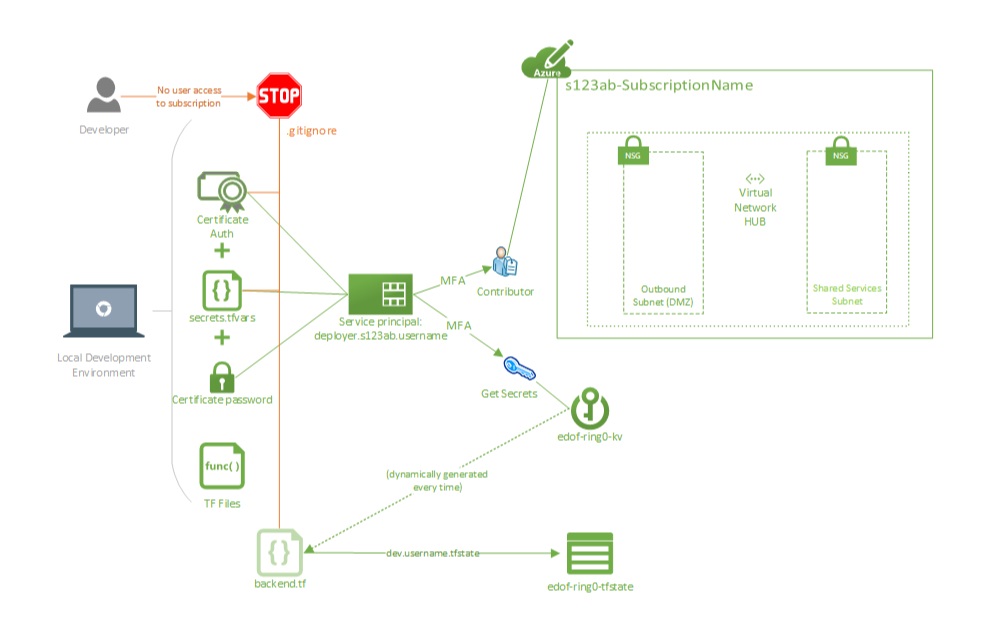 Azure
s123ab-SubscriptionName
No user access
to subscription
STOP
Developer
.gitignore
NSG
NSG
Certificate
Auth
<···>
Virtual
Network
HUB
+
{ }
secrets.tfvars
MFA
Contributor
Outbound
Subnet (DMZ)
Shared Services
Subnet
Service principal:
deployer.s123ab.username
MFA
+
Local Development
Environment
Certificate password
Get Secrets
edof-ring0-kv
func( )
(dynamically generated
every time)
TF Files
{ }
dev.username.tfstate
backend.tf
edof-ring0-tfstate